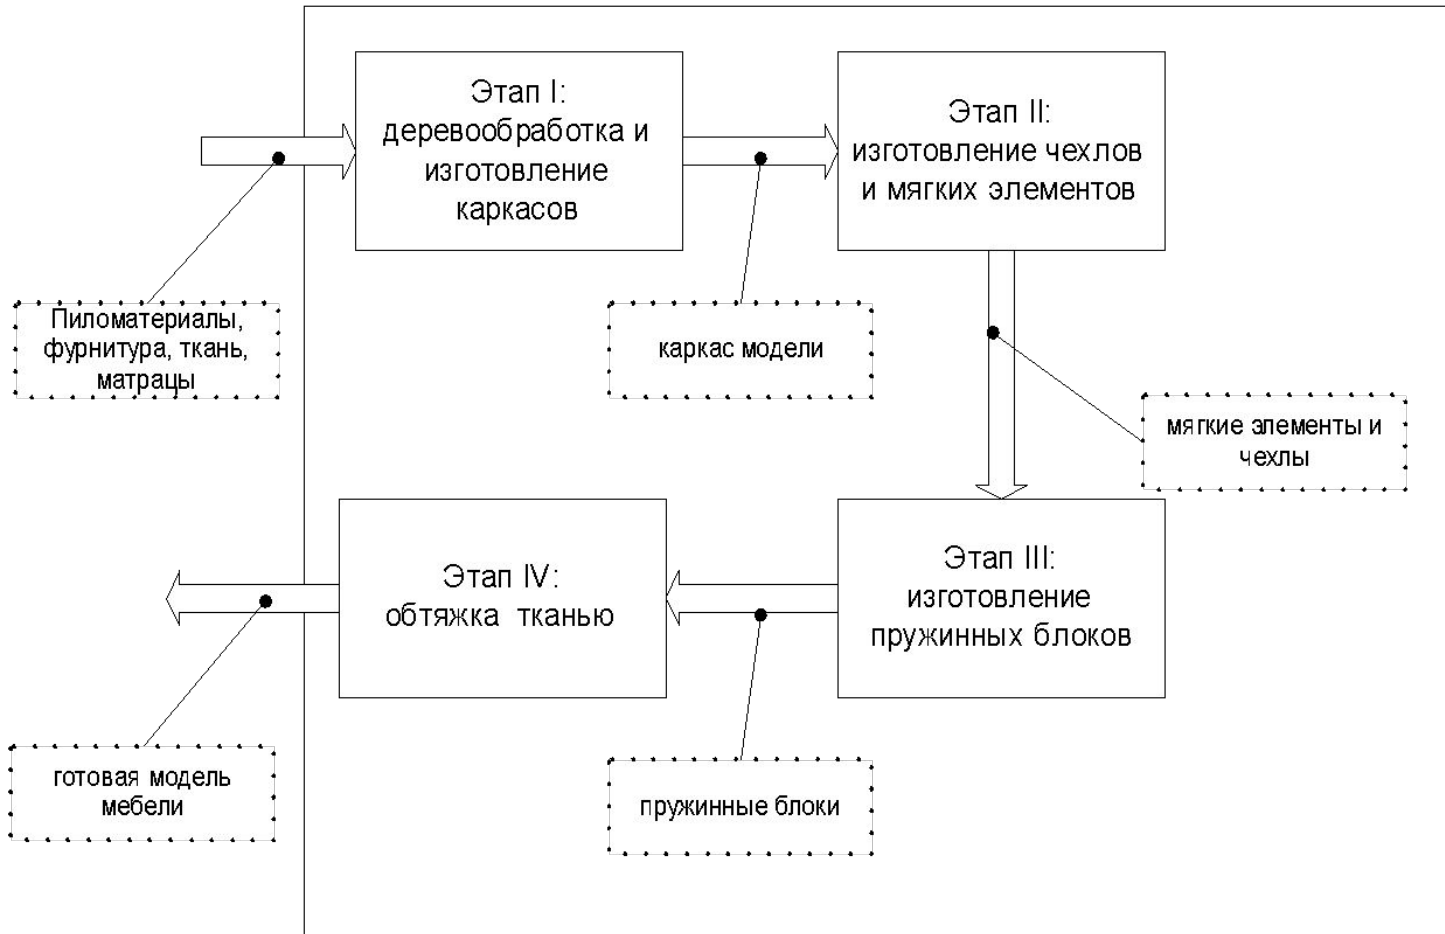 Этап I:
деревообработка и
изготовление
каркасов
Этап II:
изготовление чехлов
и мягких элементов
Пиломатериалы,
фурнитура, ткань,
матрацы
каркас модели
мягкие элементы и
чехлы
Этап IV:
обтяжка тканью
Этап III:
изготовление
пружинных блоков
готовая модель
мебели
пружинные блоки